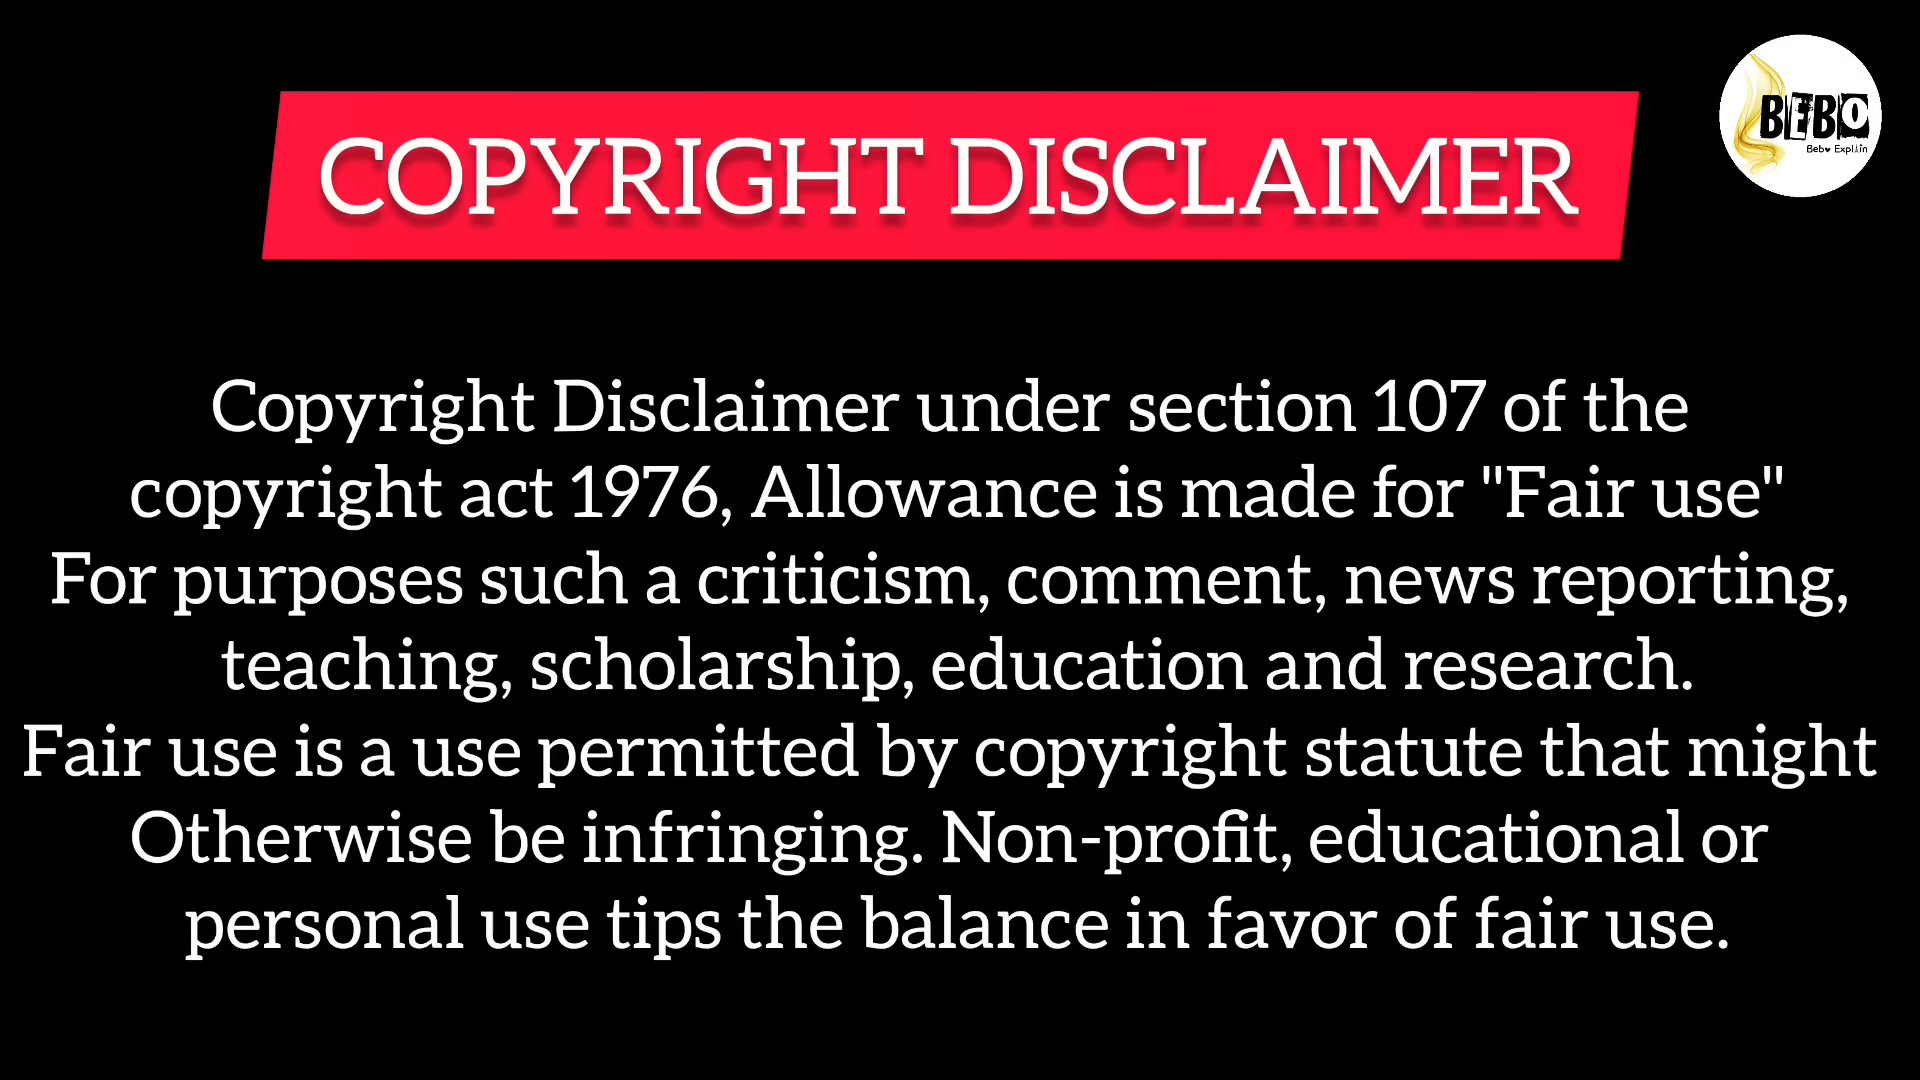 BEBO
Bebo Explain
COPYRIGHT DISCLAIMER
Copyright Disclaimer under section 107 of the
copyright act 1976, Allowance is made for "Fair use"
For purposes such a criticism, comment, news reporting,
teaching, scholarship, education and research.
Fair use is a use permitted by copyright statute that might
Otherwise be infringing. Non-profit, educational or
personal use tips the balance in favor of fair use.